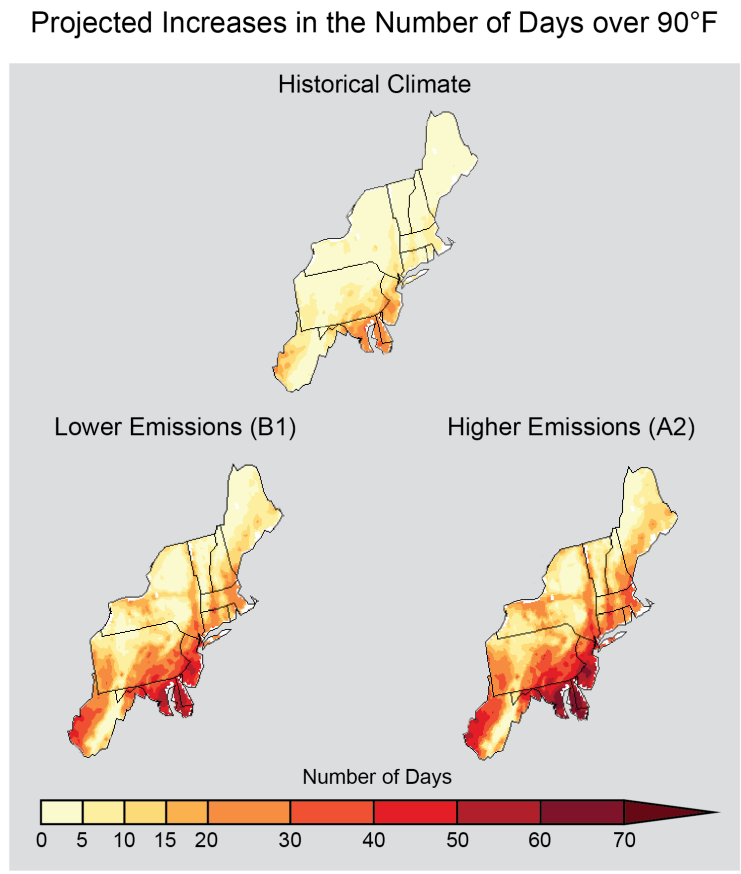 Projected Increases in the Number of Days over 90°F
Historical Climate
Lower Emissions (B1)
Higher Emissions (A2)
Number of Days
0 5 10 15 20 30 40 50 60 70